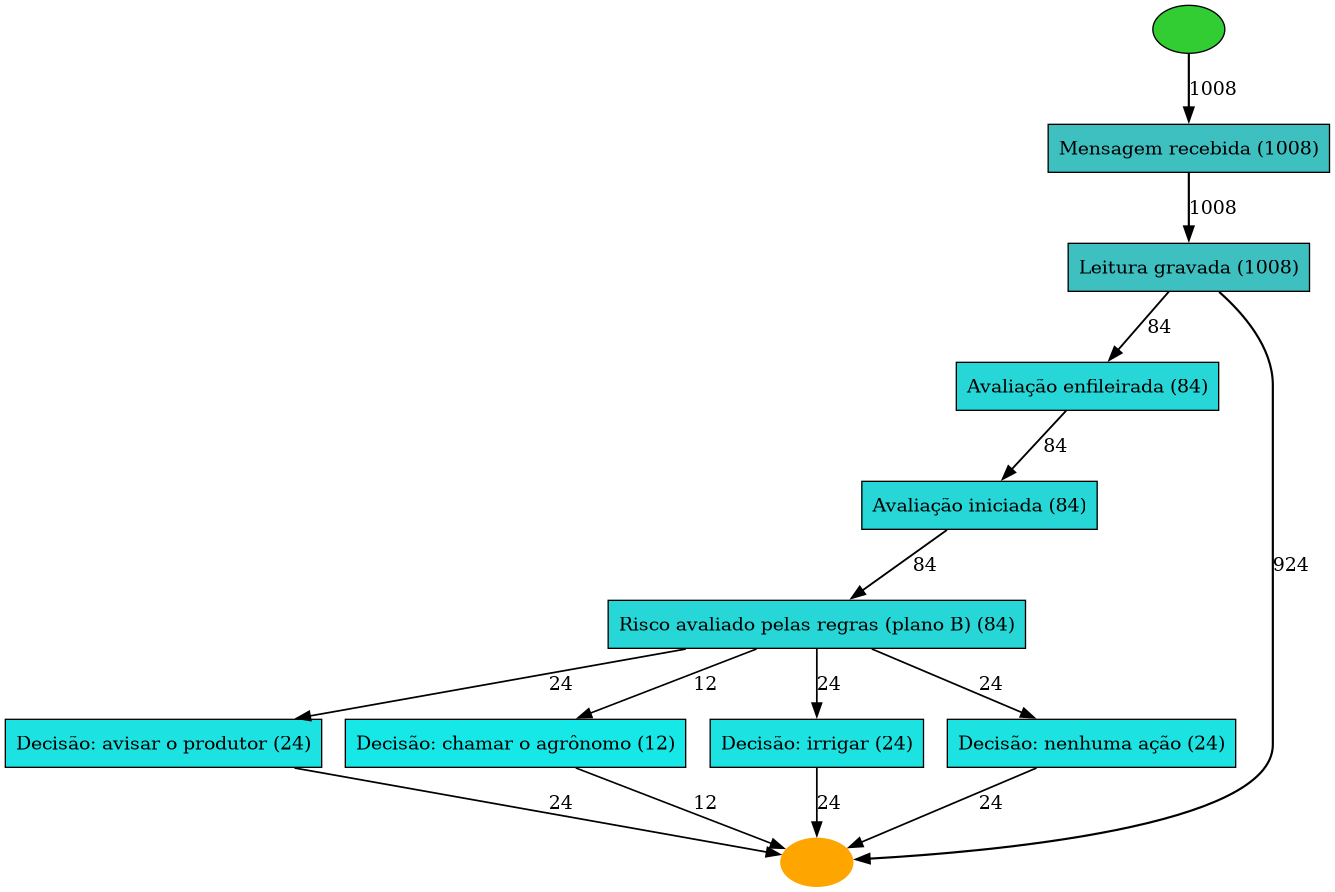 1008
Mensagem recebida (1008)
1008
Leitura gravada (1008)
84
Avaliação enfileirada (84)
84
Avaliação iniciada (84)
84
924
Risco avaliado pelas regras (plano B) (84)
24
12
24
24
Decisão: avisar o produtor (24)
Decisão: chamar o agrônomo (12)
Decisão: irrigar (24)
Decisão: nenhuma ação (24)
24
12
24
24